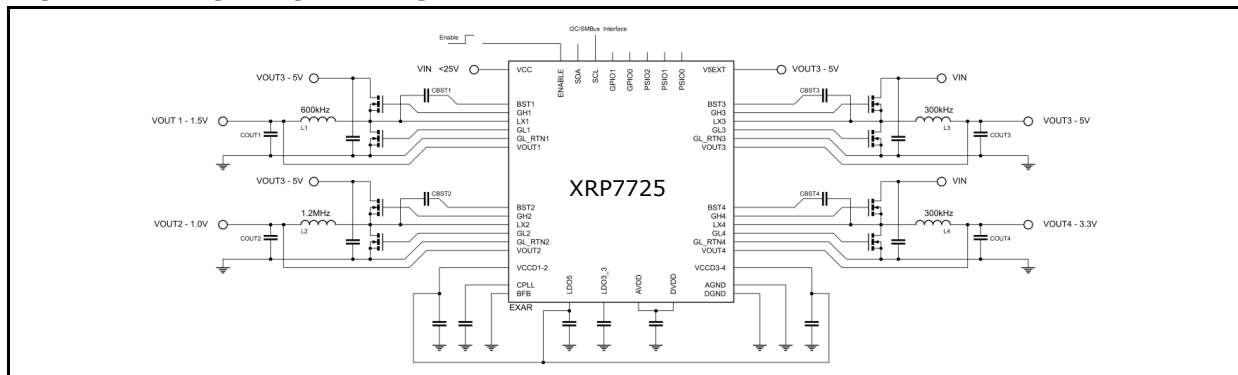 I2C/SMBus Interface
Enable
VIN <25V
VCC
ENABLE
SDA
SCL
GPIO1
GPIO0
PSIO2
PSIO1
PSIO0
V5EXT
VOUT3 - 5V
VOUT3 - 5V
CBST1
BST1
GH1
LX1
GL1
GL_RTN1
VOUT1
600kHz
L1
VOUT 1 - 1.5V
COUT1
VIN
CBST3
BST3
GH3
LX3
GL3
GL_RTN3
VOUT3
300kHz
L3
VOUT3 - 5V
COUT3
XRP7725
VOUT3 - 5V
CBST2
BST2
GH2
LX2
GL2
GL_RTN2
VOUT2
1.2MHz
L2
VOUT2 - 1.0V
COUT2
VIN
CBST4
BST4
GH4
LX4
GL4
GL_RTN4
VOUT4
300kHz
L4
VOUT4 - 3.3V
COUT4
VCCD1-2
CPLL
BFB
LDO5
LDO3_3
AVDD
DVDD
VCCD3-4
AGND
DGND
EXAR